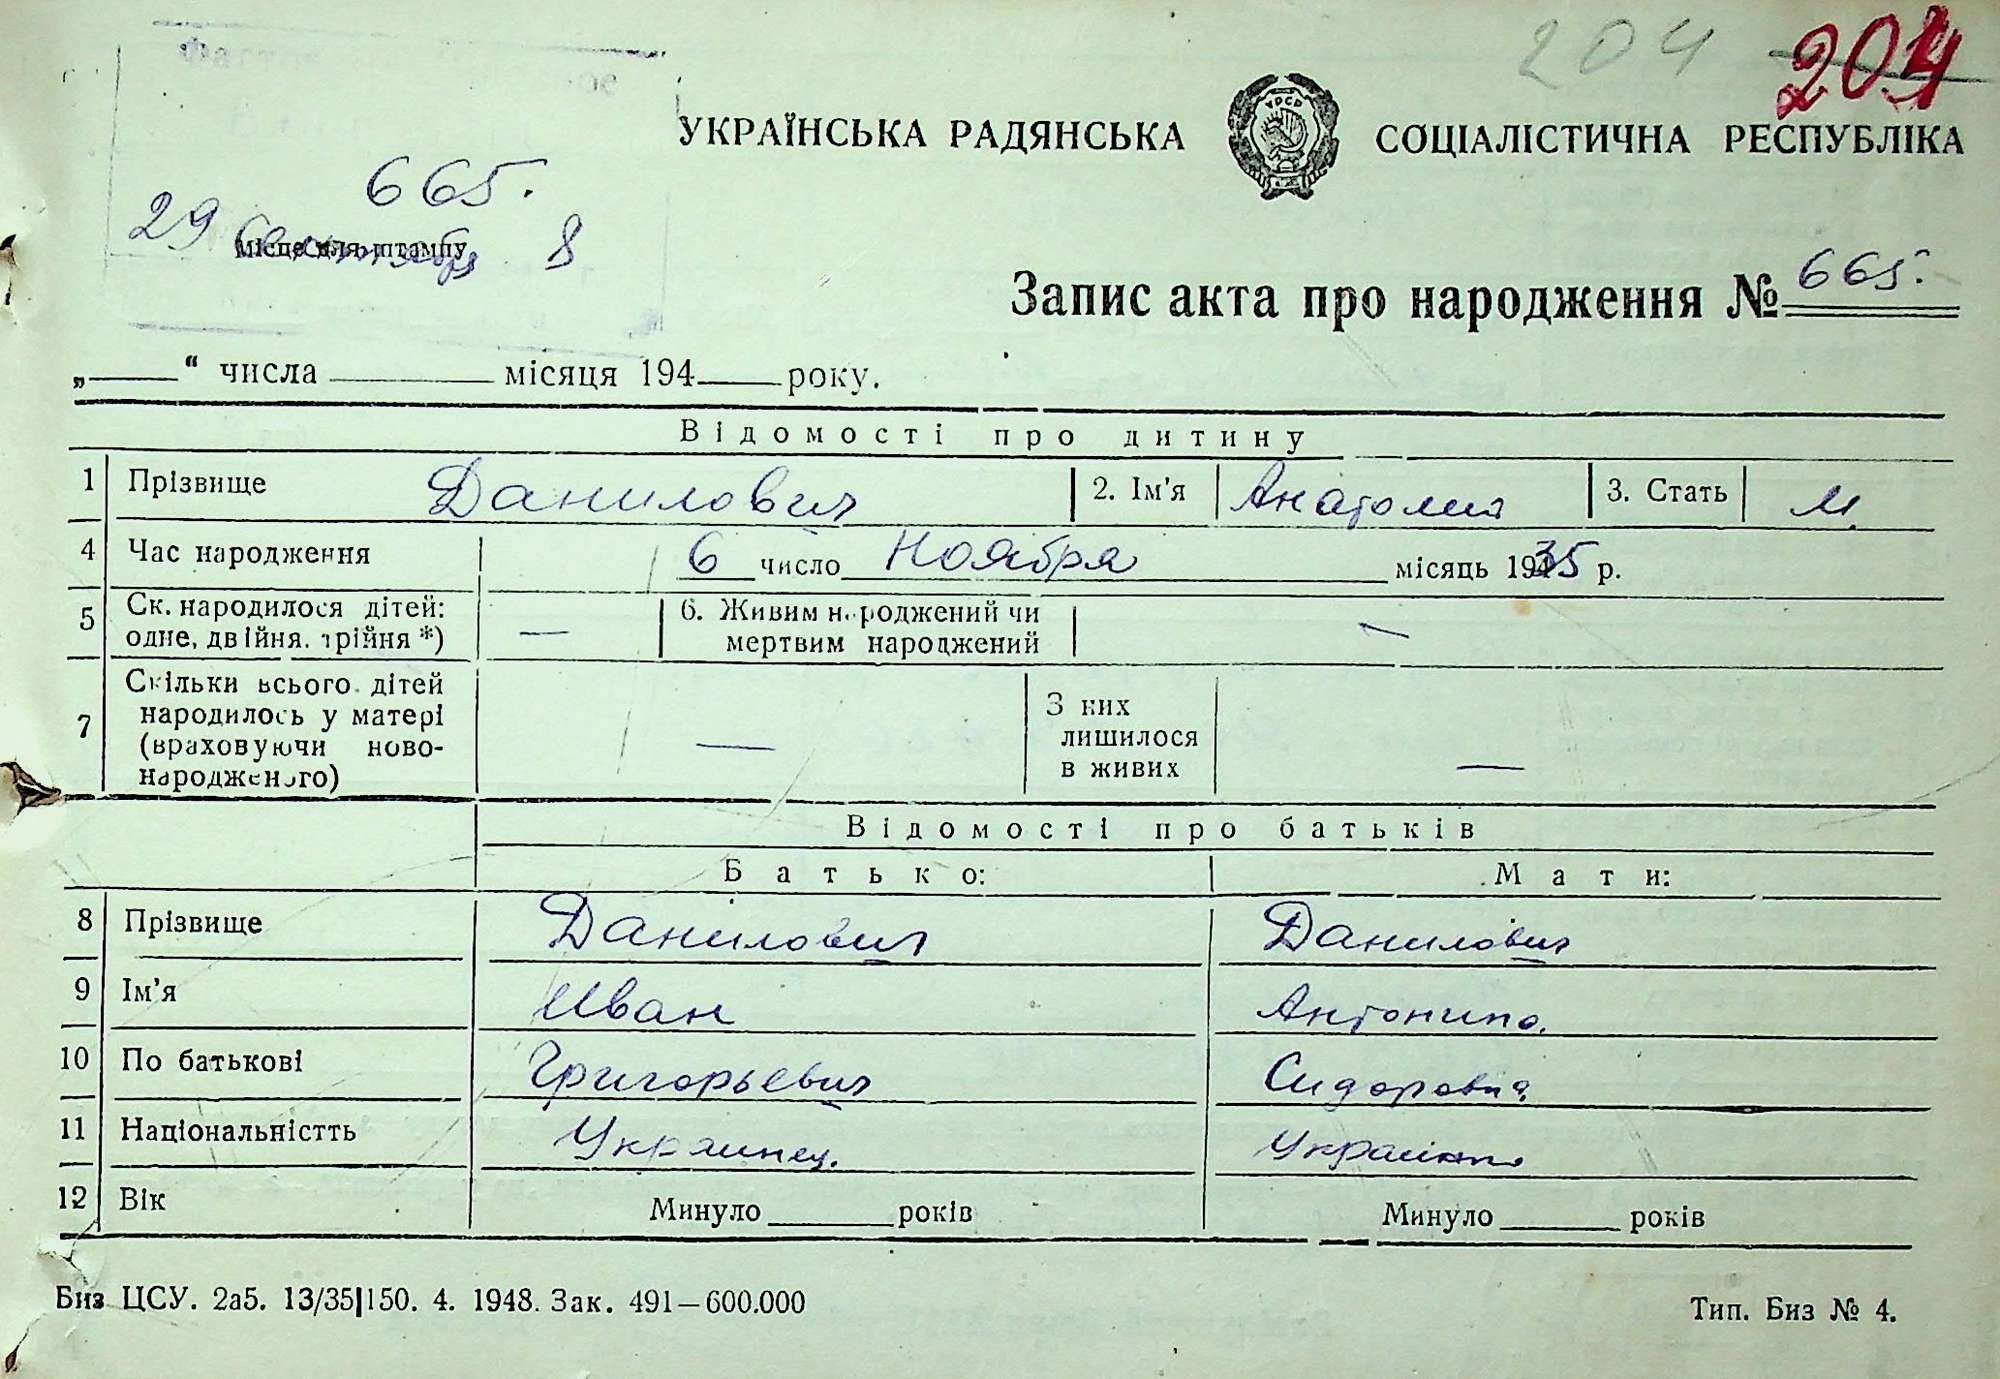 204 204
УКРАЇНСЬКА РАДЯНСЬКА УРСР СОЦІАЛІСТИЧНА РЕСПУБЛІКА
665.
29 Сентября 8
місце для штампу
Запис акта про народження № 665.
„ “ числа місяця 194 року.
Відомості про дитину
1 Прізвище Данилович 2. Ім'я Анатолий 3. Стать М.
4 Час народження 6 число Ноября місяць 1935 р.
5 Ск. народилося дітей: одне, двійня. трійня *) — 6. Живим народжений чи мертвим народжений —
7 Скільки всього дітей народилось у матері (враховуючи новонародженого) — З них лишилося в живих —
Відомості про батьків
Батько: Мати:
8 Прізвище Данилович Данилович
9 Ім'я Иван Антонина
10 По батькові Григорьевич Сидоровна
11 Національністть Украинец. Украинка
12 Вік Минуло років Минуло років
Биз ЦСУ. 2а5. 13/35|150. 4. 1948. Зак. 491—600.000 Тип. Биз № 4.